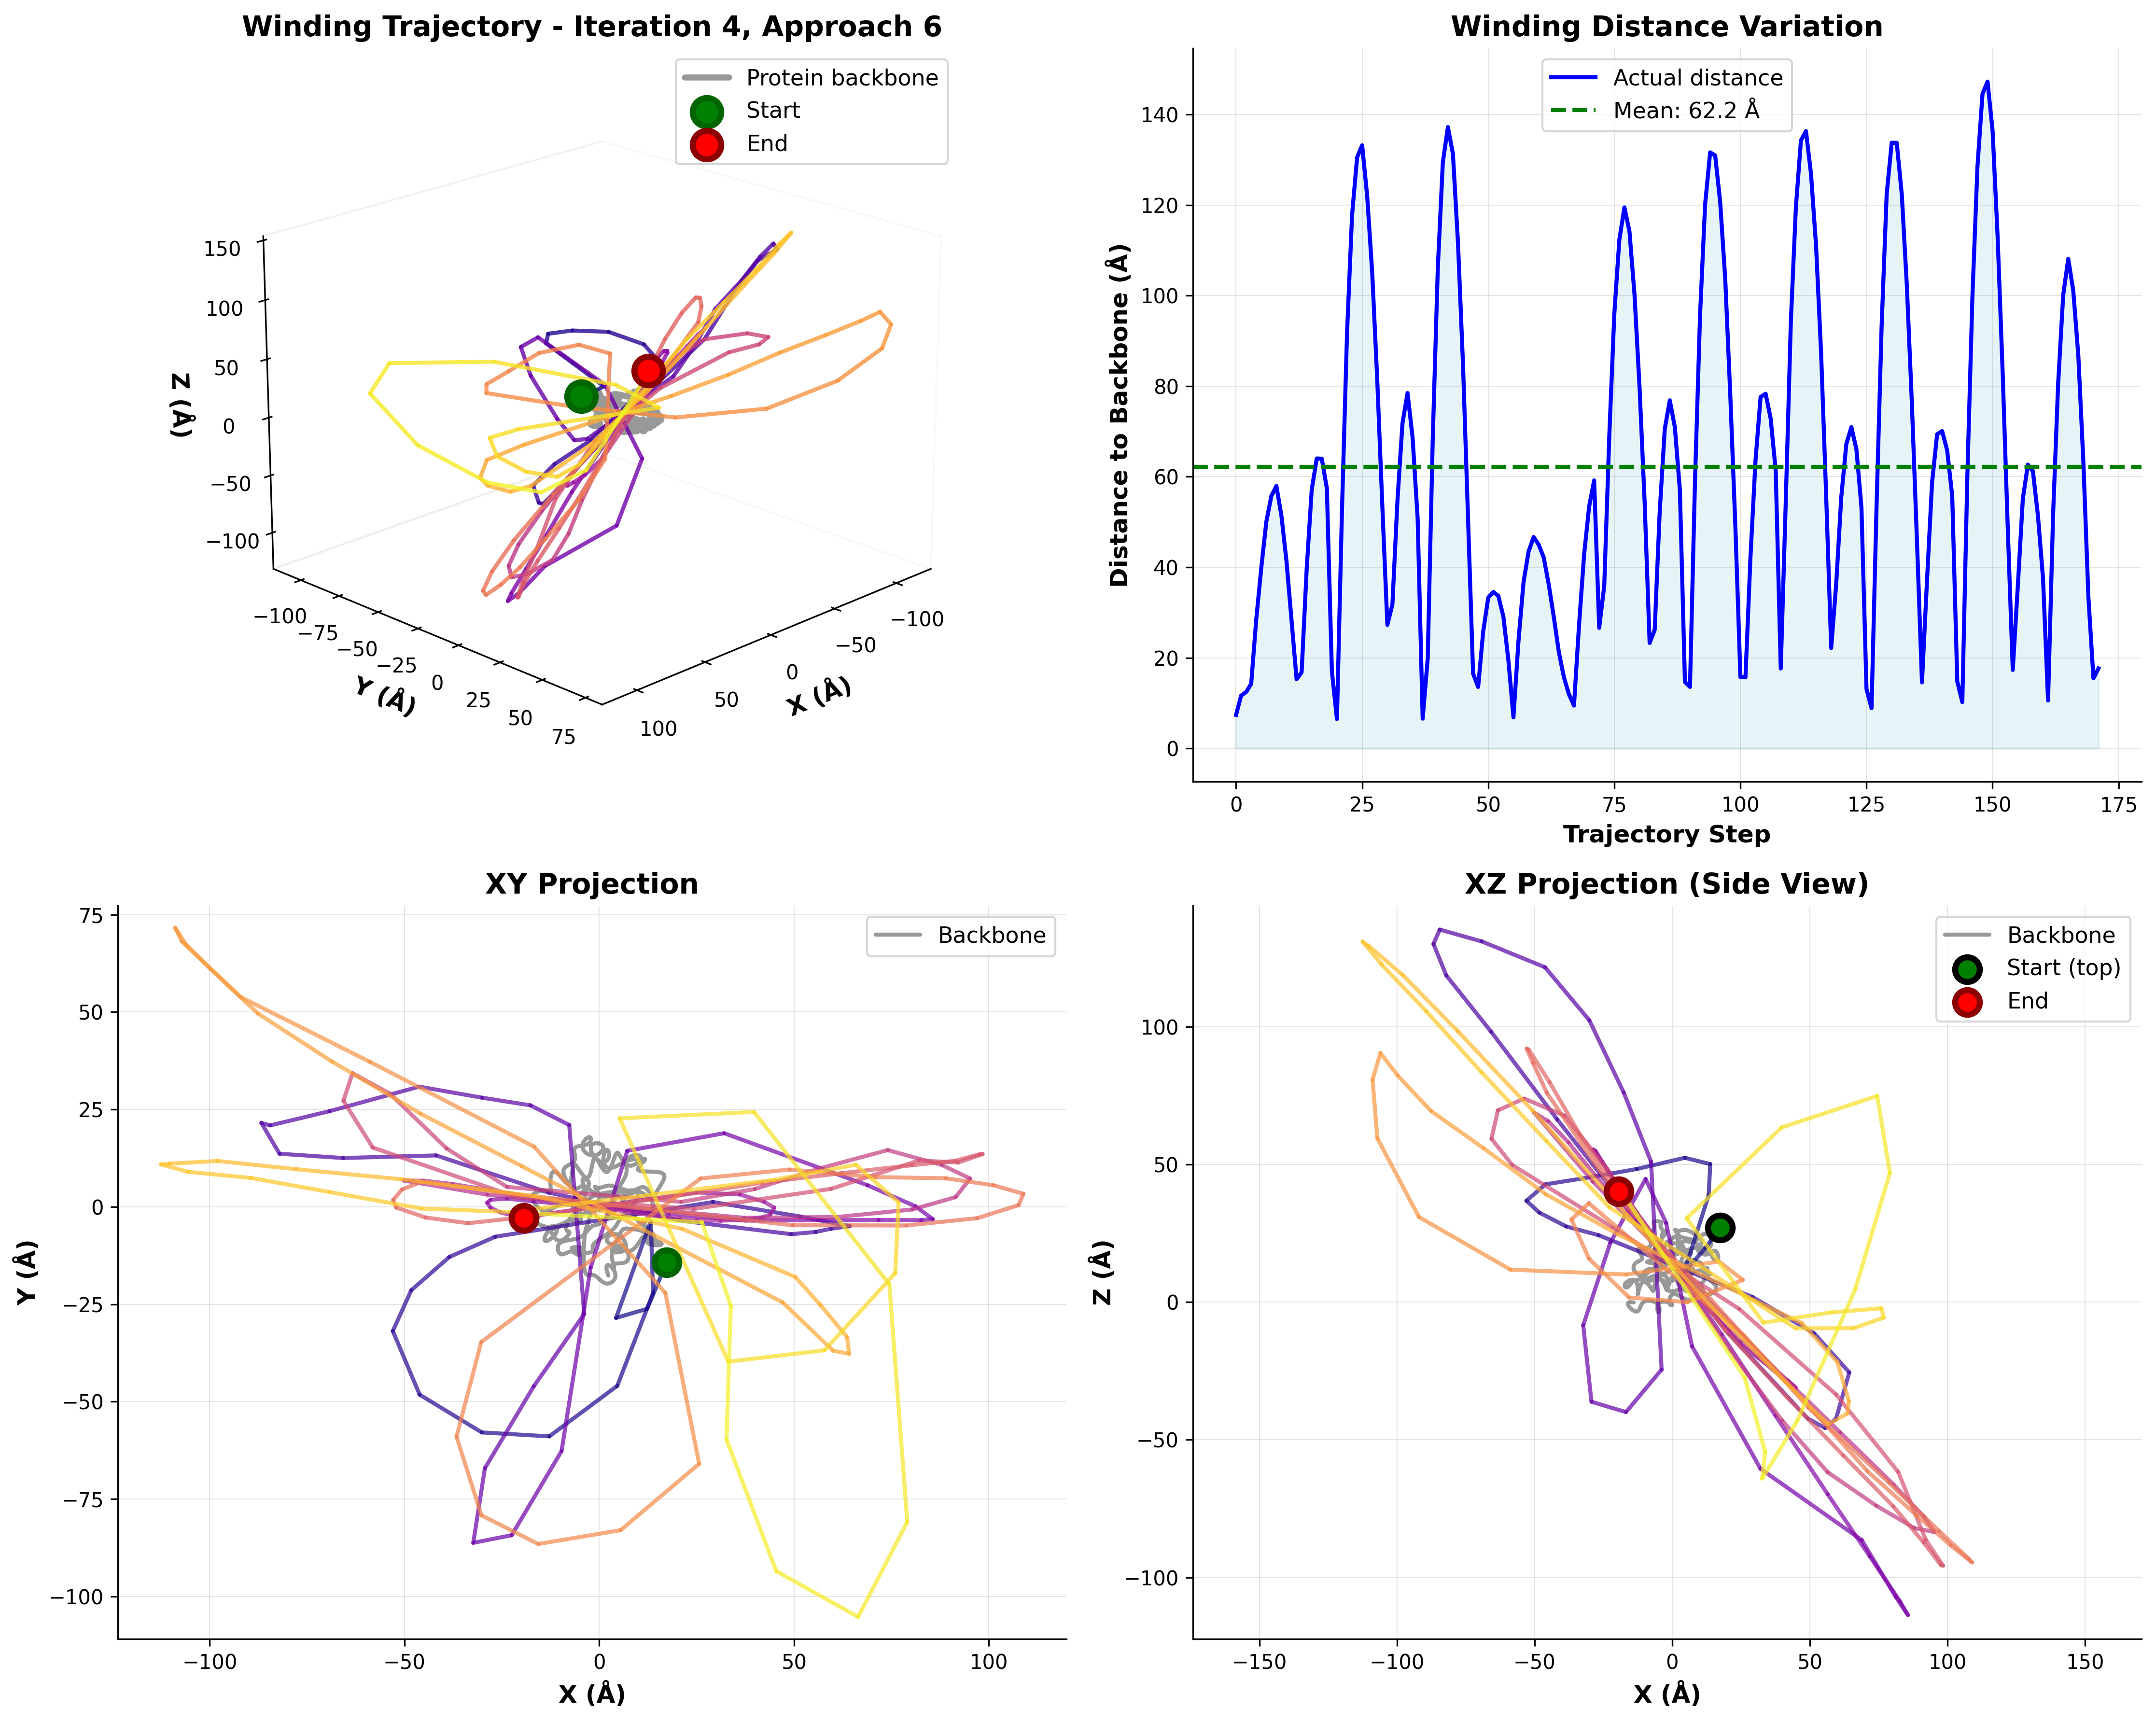 Winding Trajectory - Iteration 4, Approach 6
Protein backbone
Start
End
150
100
50
0
−50
−100
Z (Å)
−100
−75
−50
−25
0
25
50
75
Y (Å)
100
50
0
−50
−100
X (Å)
Winding Distance Variation
Actual distance
Mean: 62.2 Å
140
120
100
80
60
40
20
0
Distance to Backbone (Å)
0
25
50
75
100
125
150
175
Trajectory Step
XY Projection
Backbone
75
50
25
0
−25
−50
−75
−100
Y (Å)
−100
−50
0
50
100
X (Å)
XZ Projection (Side View)
Backbone
Start (top)
End
100
50
0
−50
−100
Z (Å)
−150
−100
−50
0
50
100
150
X (Å)